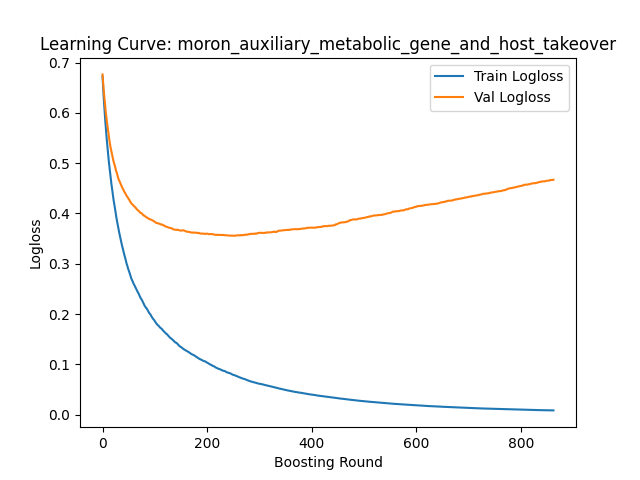 Learning Curve: moron_auxiliary_metabolic_gene_and_host_takeover
Train Logloss
Val Logloss
Logloss
0.7
0.6
0.5
0.4
0.3
0.2
0.1
0.0
0 200 400 600 800
Boosting Round